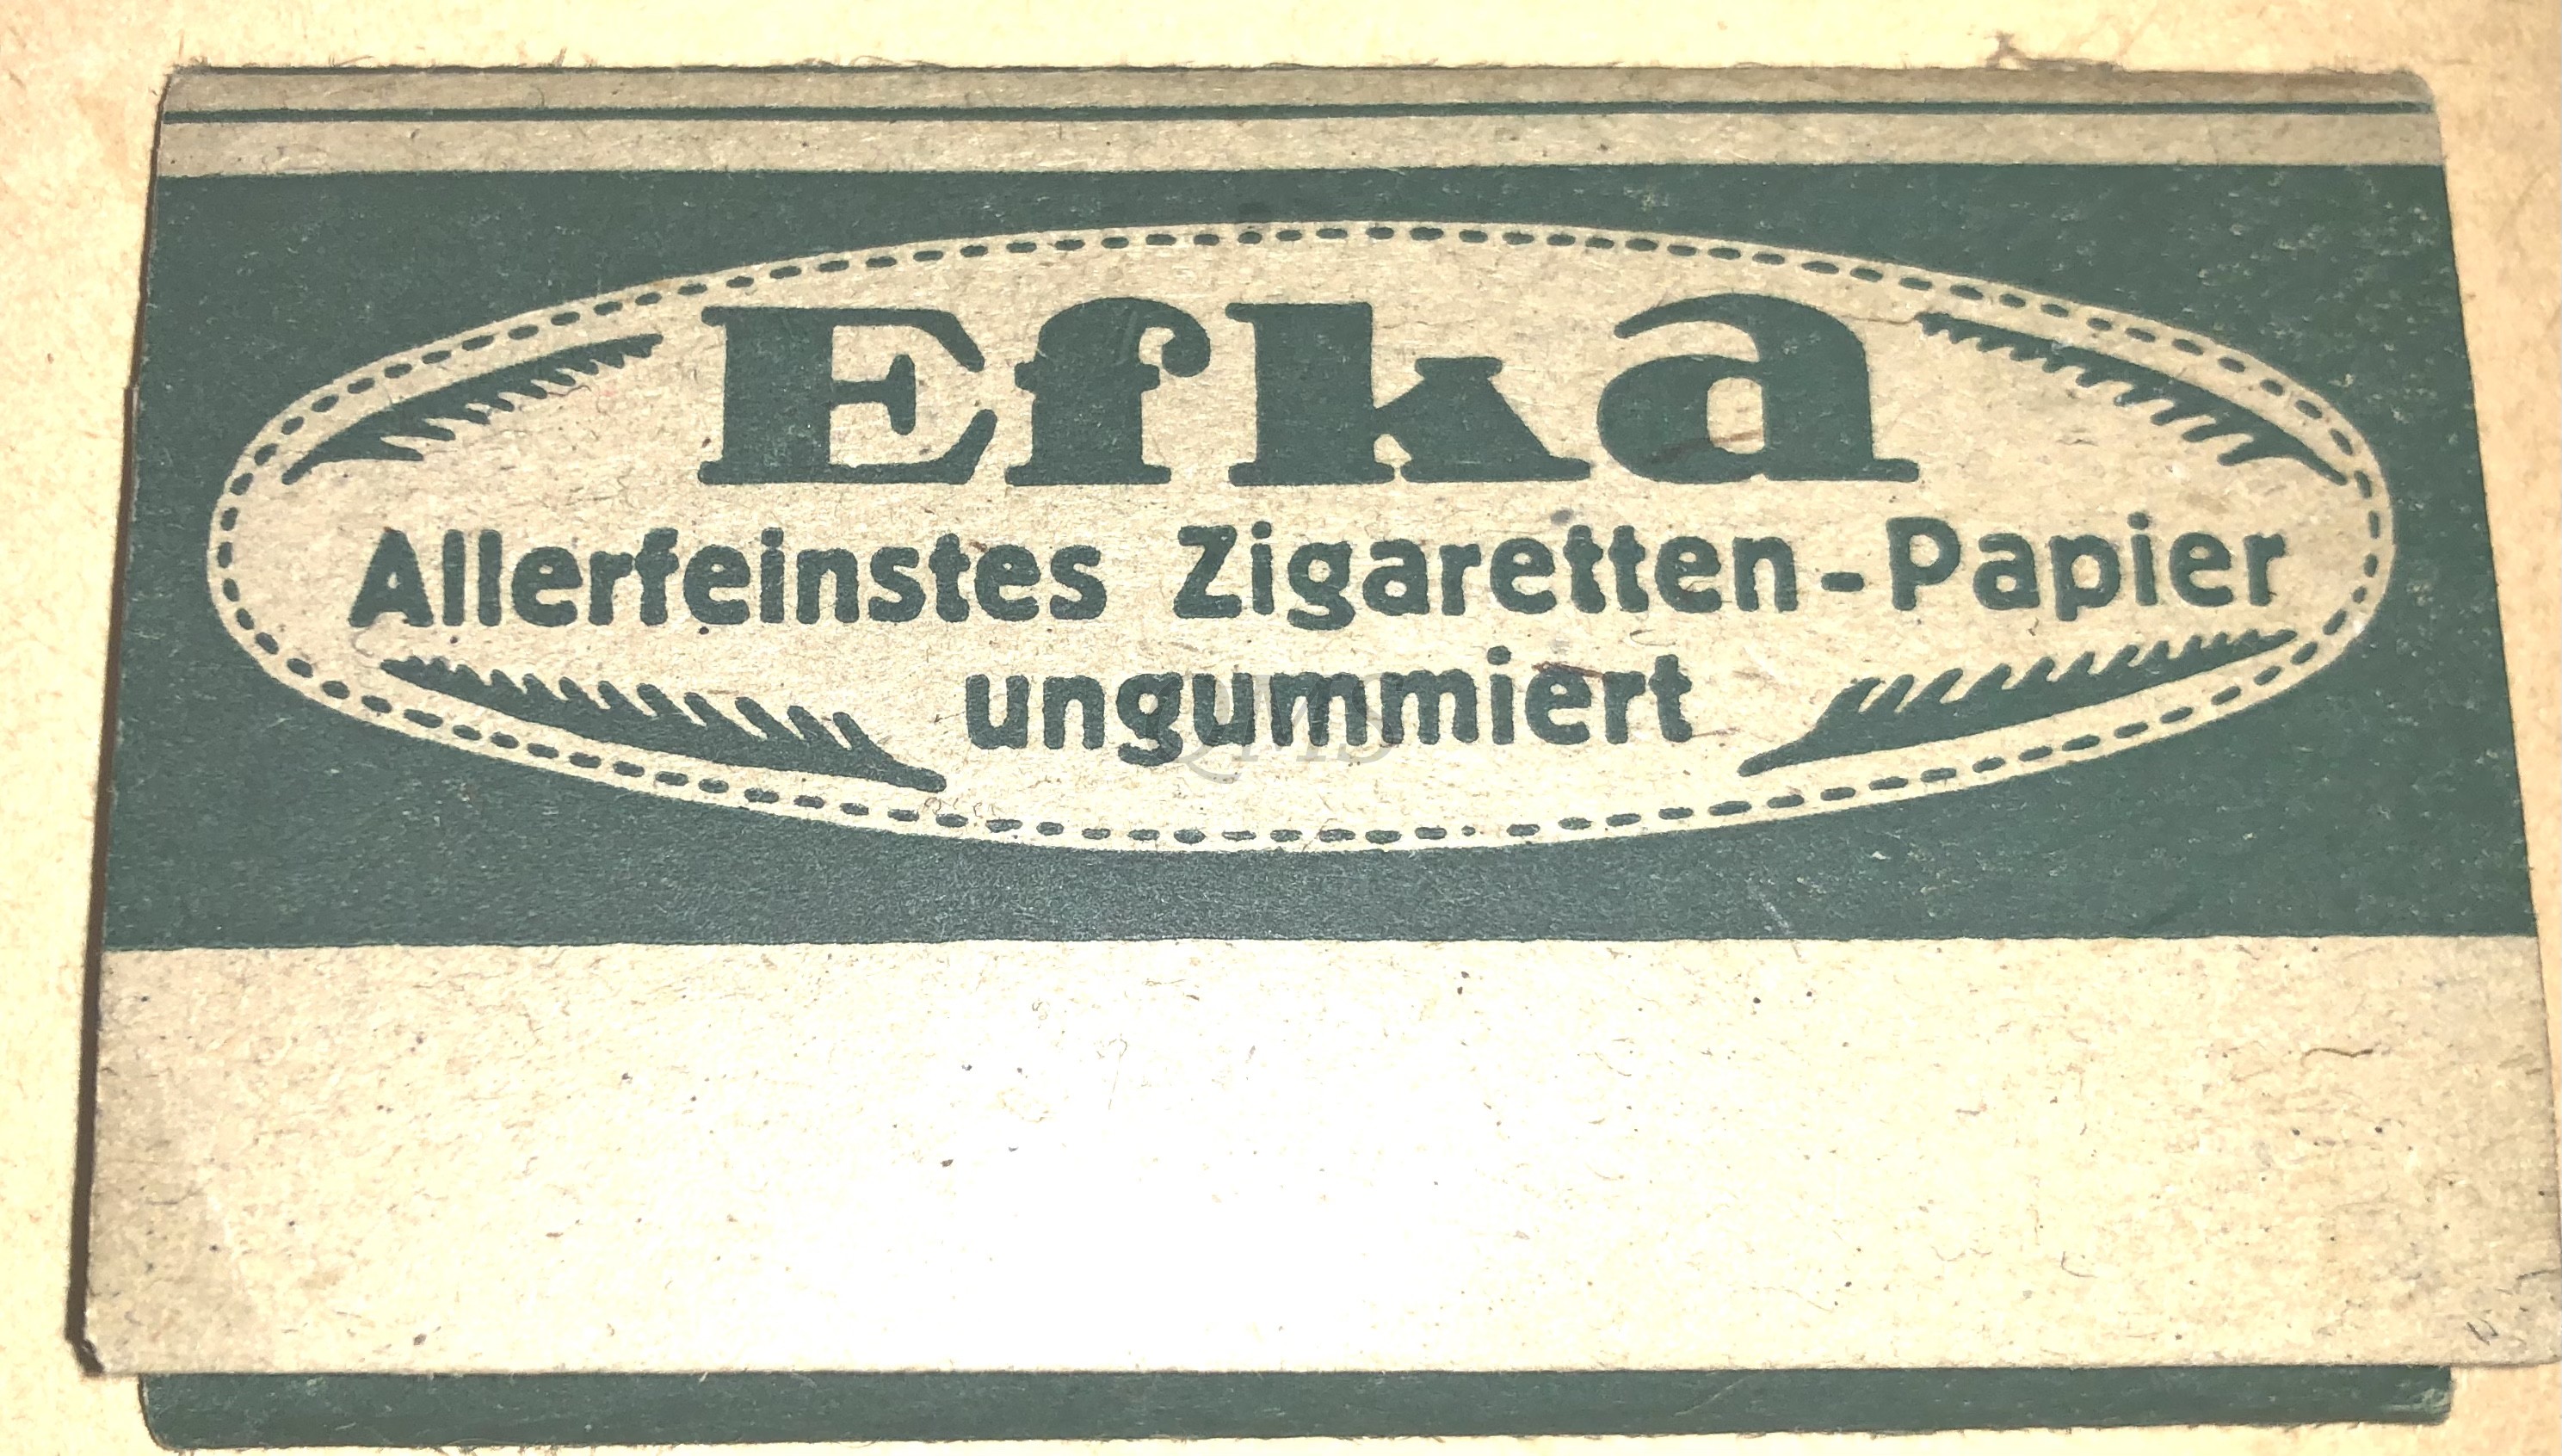 Efka
Allerfeinstes Zigaretten-Papier
ungummiert